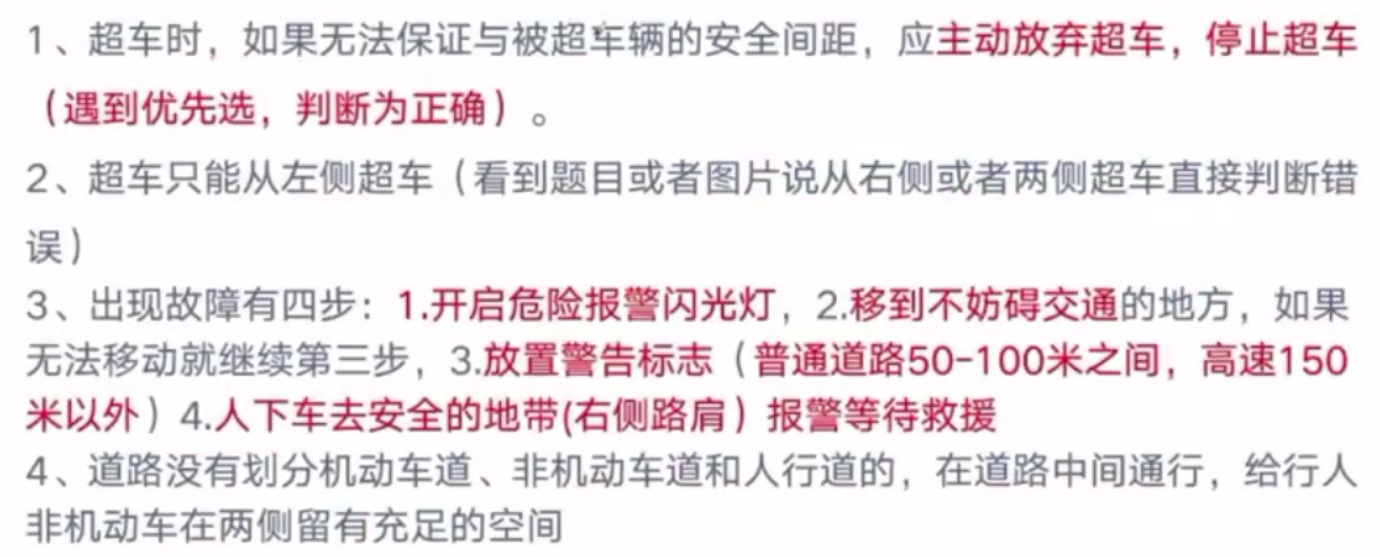 1、超车时，如果无法保证与被超车辆的安全间距，应主动放弃超车，停止超车
（遇到优先选，判断为正确）。
2、超车只能从左侧超车（看到题目或者图片说从右侧或者两侧超车直接判断错
误）
3、出现故障有四步：1.开启危险报警闪光灯，2.移到不妨碍交通的地方，如果
无法移动就继续第三步，3.放置警告标志（普通道路50-100米之间，高速150
米以外）4.人下车去安全的地带(右侧路肩）报警等待救援
4、道路没有划分机动车道、非机动车道和人行道的，在道路中间通行，给行人
非机动车在两侧留有充足的空间